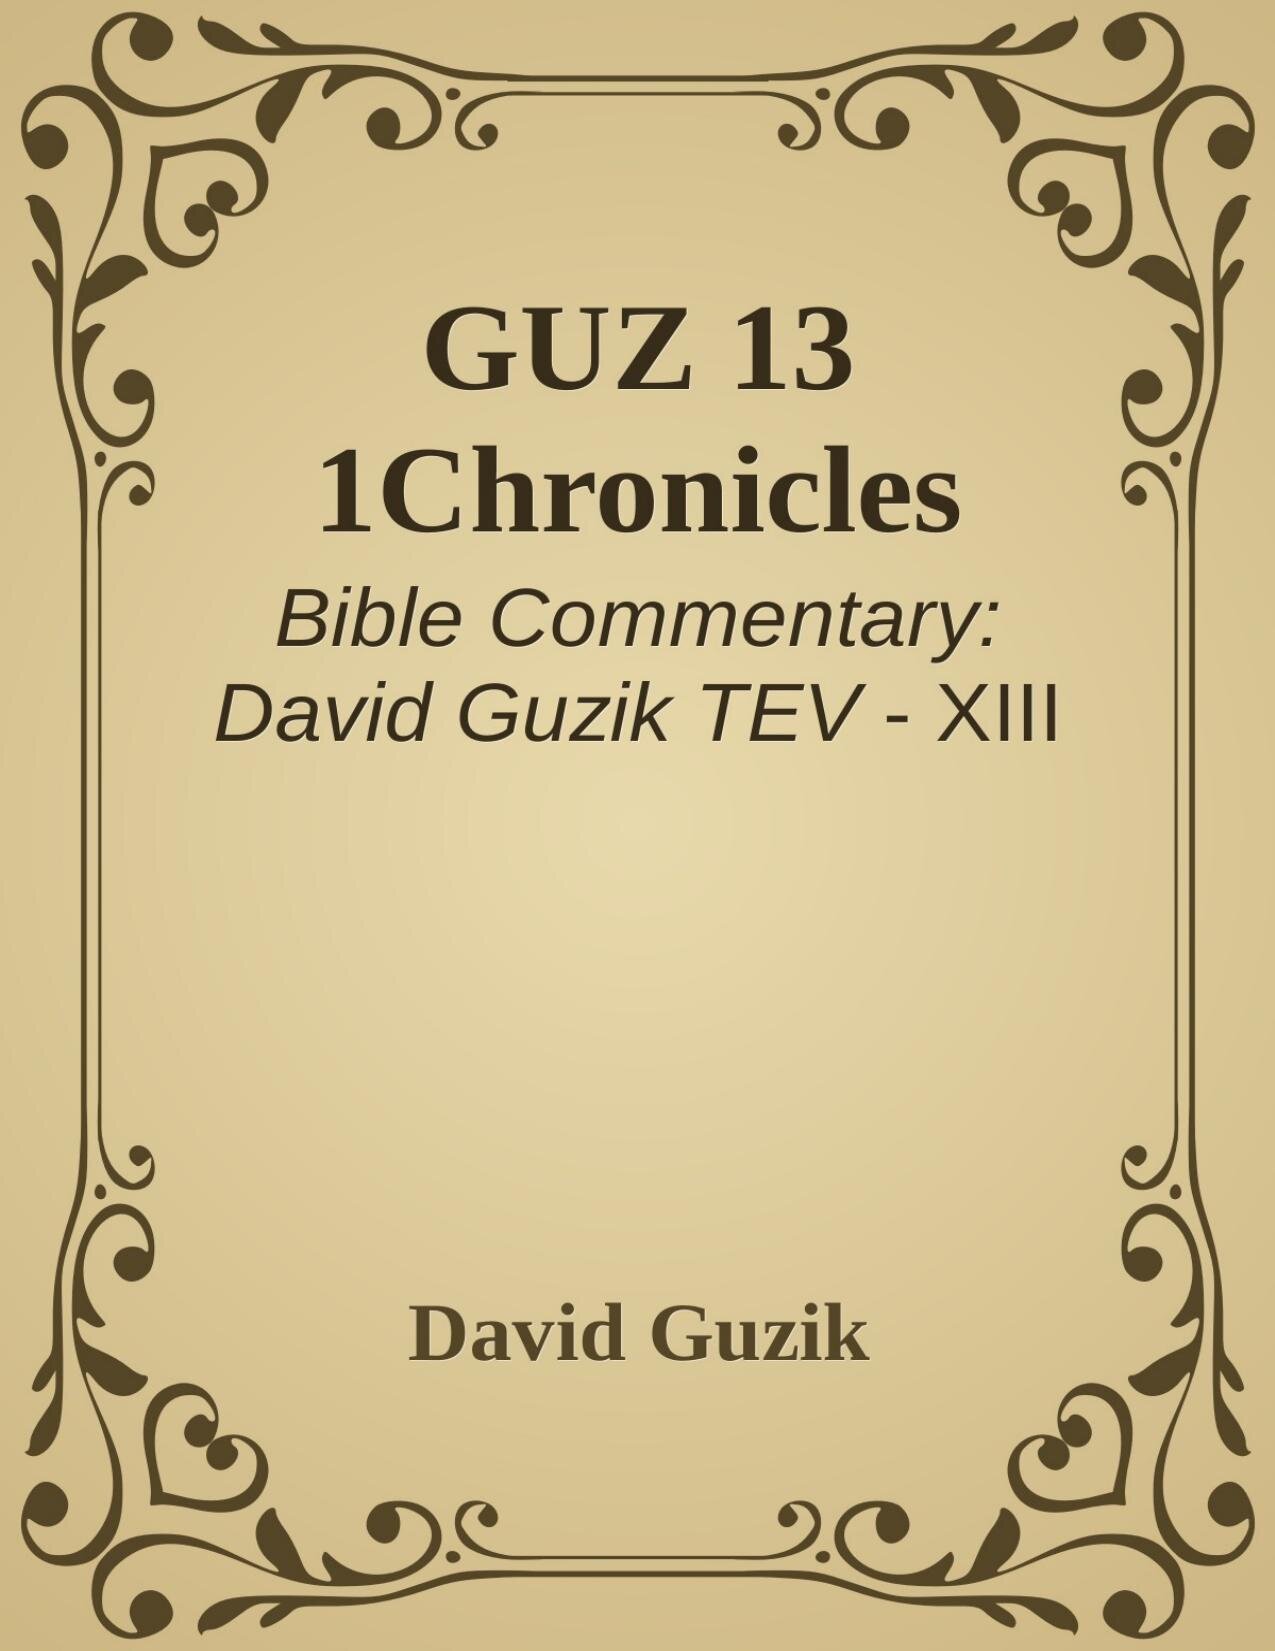 GUZ 13
1Chronicles
Bible Commentary:
David Guzik TEV - XIII
David Guzik